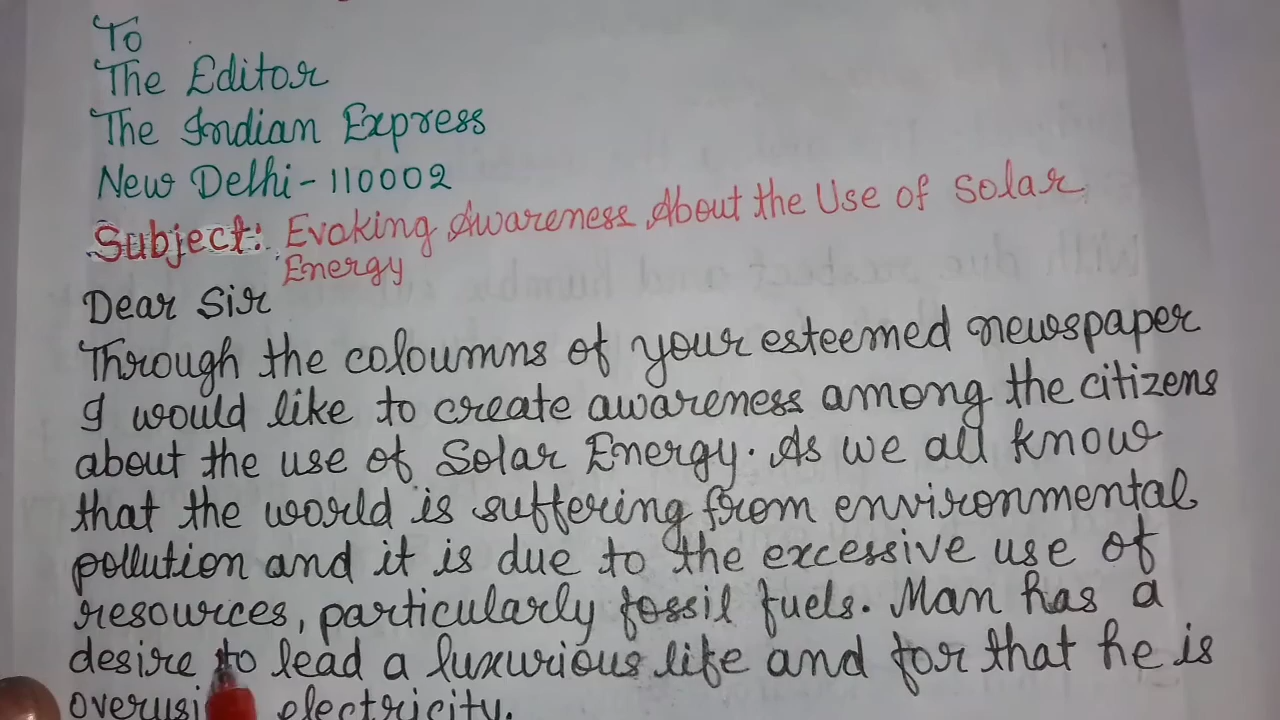 To
The Editor
The Indian Express
New Delhi - 110002
Subject: Evoking Awareness About the Use of Solar
Energy
Dear Sir
Through the coloumns of your esteemed newspaper
I would like to create awareness among the citizens
about the use of Solar Energy. As we all know
that the world is suffering from environmental
pollution and it is due to the excessive use of
resources, particularly fossil fuels. Man has a
desire to lead a luxurious life and for that he is
overusi electricity.